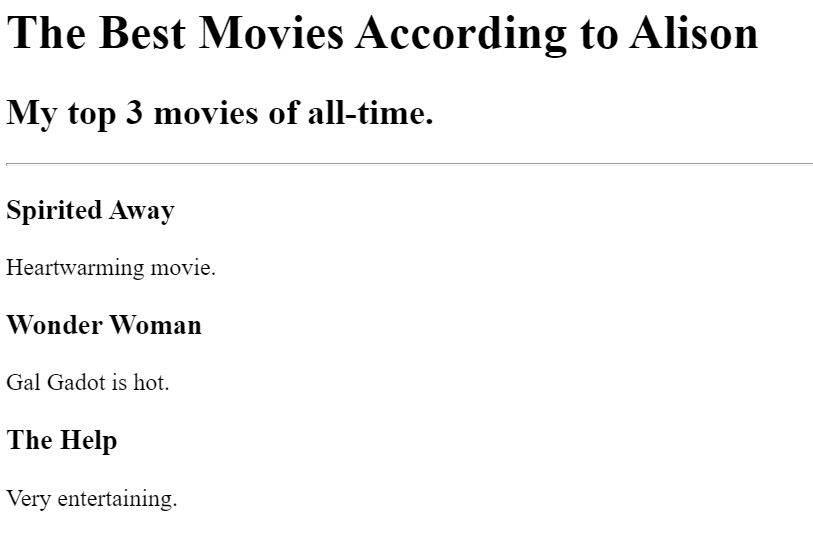 The Best Movies According to Alison
My top 3 movies of all-time.
Spirited Away
Heartwarming movie.
Wonder Woman
Gal Gadot is hot.
The Help
Very entertaining.